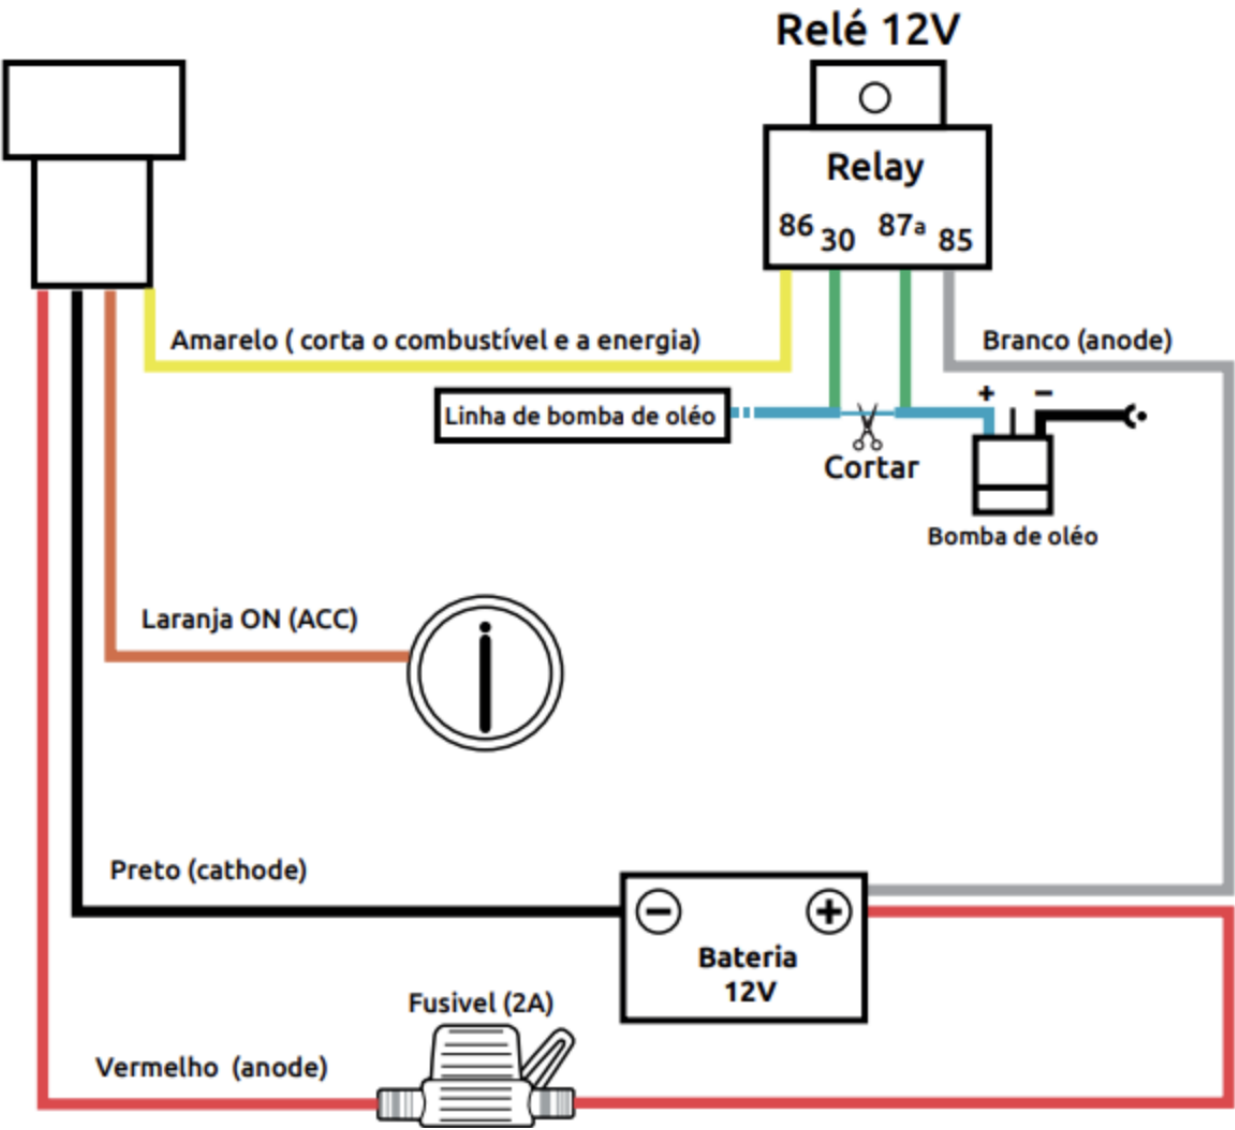 Relé 12V
Relay
86 30 87a 85
Amarelo ( corta o combustível e a energia)
Branco (anode)
+ −
Linha de bomba de oléo
Cortar
Bomba de oléo
Laranja ON (ACC)
Preto (cathode)
− +
Bateria
12V
Fusivel (2A)
Vermelho (anode)